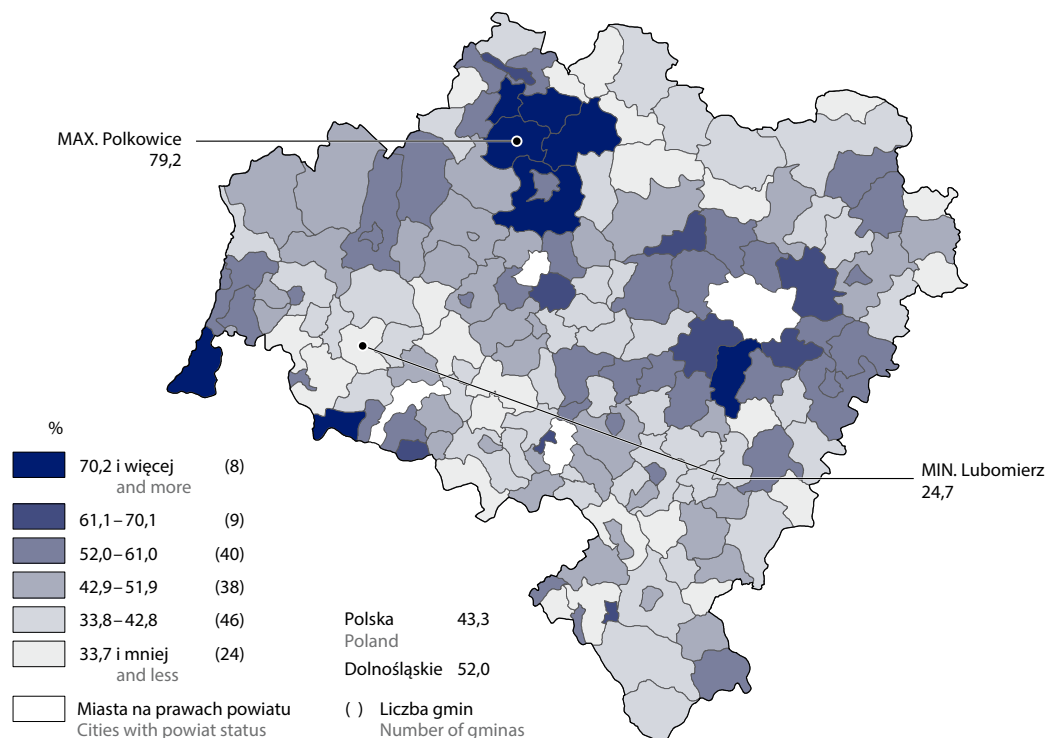 MAX. Polkowice
79,2
MIN. Lubomierz
24,7
%
70,2 i więcej (8)
and more
61,1–70,1 (9)
52,0–61,0 (40)
42,9–51,9 (38)
33,8–42,8 (46)
33,7 i mniej (24)
and less
Miasta na prawach powiatu
Cities with powiat status
Polska 43,3
Poland
Dolnośląskie 52,0
( ) Liczba gmin
Number of gminas